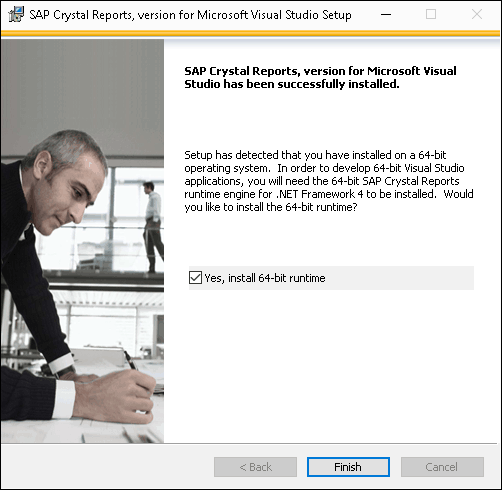 SAP Crystal Reports, version for Microsoft Visual Studio Setup
SAP Crystal Reports, version for Microsoft Visual
Studio has been successfully installed.
Setup has detected that you have installed on a 64-bit
operating system.  In order to develop 64-bit Visual Studio
applications, you will need the 64-bit SAP Crystal Reports
runtime engine for .NET Framework 4 to be installed.  Would
you like to install the 64-bit runtime?
Yes, install 64-bit runtime
< Back
Finish
Cancel